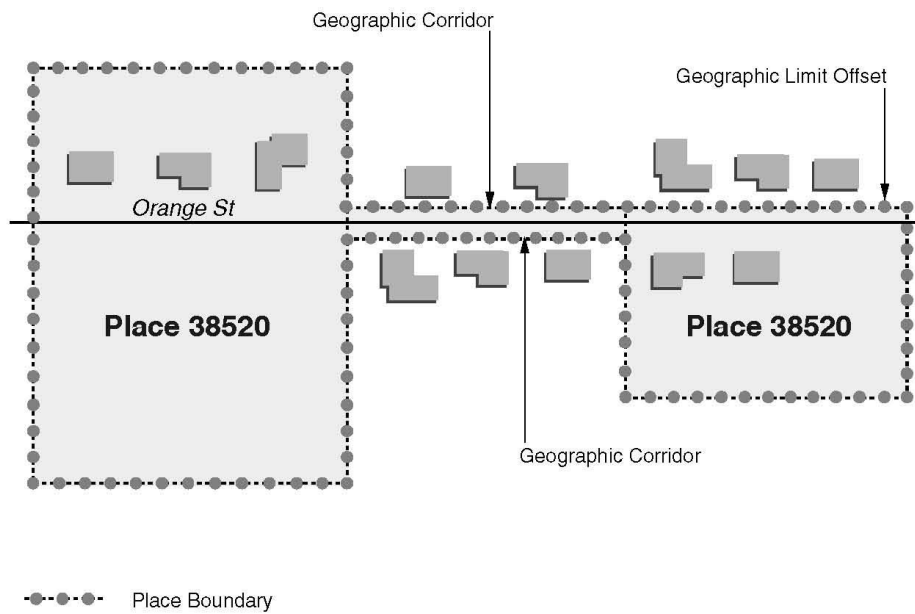 Geographic Corridor
Geographic Limit Offset
Orange St
Place 38520
Place 38520
Geographic Corridor
Place Boundary